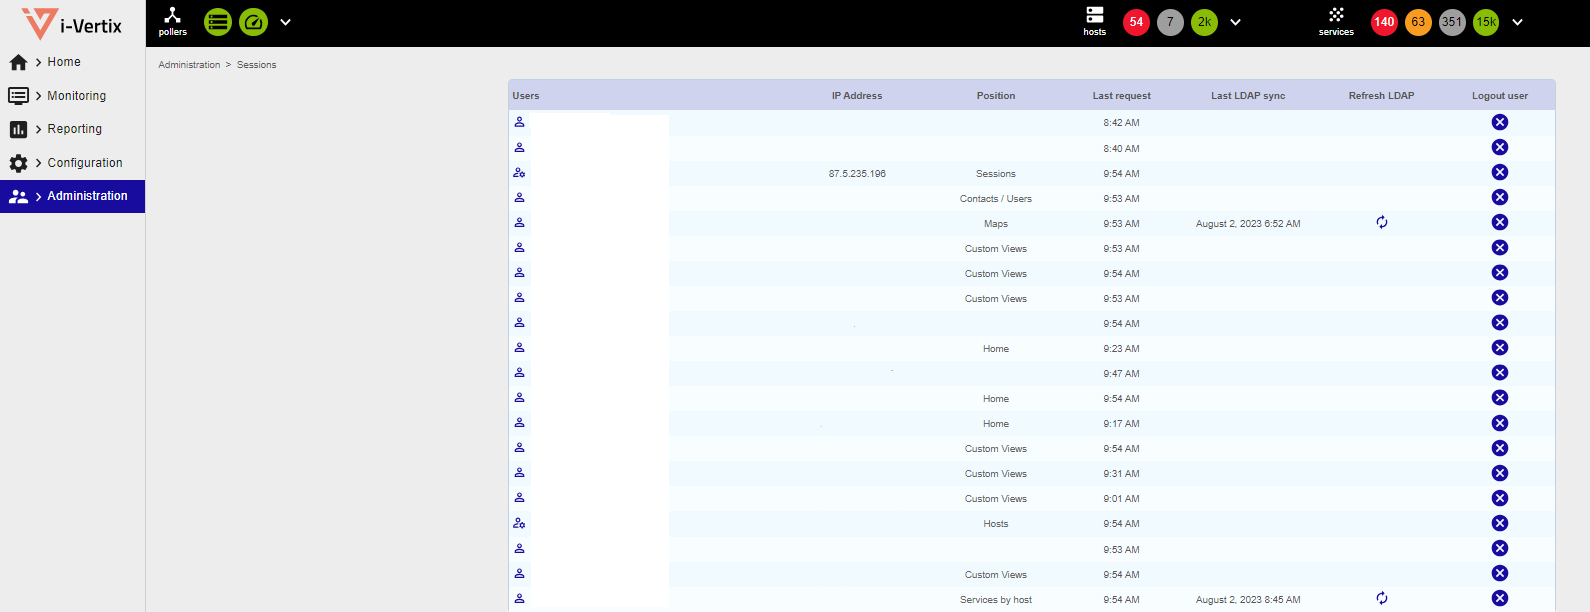 i-Vertix
pollers
hosts
54
7
2k
services
140
63
351
15k
Home
Monitoring
Reporting
Configuration
Administration
Administration > Sessions
Users IP Address Position Last request Last LDAP sync Refresh LDAP Logout user
8:42 AM
8:40 AM
87.5.235.196 Sessions 9:54 AM
Contacts / Users 9:53 AM
Maps 9:53 AM August 2, 2023 6:52 AM
Custom Views 9:53 AM
Custom Views 9:54 AM
Custom Views 9:53 AM
9:54 AM
Home 9:23 AM
9:47 AM
Home 9:54 AM
Home 9:17 AM
Custom Views 9:54 AM
Custom Views 9:31 AM
Custom Views 9:01 AM
Hosts 9:54 AM
9:53 AM
Custom Views 9:54 AM
Services by host 9:54 AM August 2, 2023 8:45 AM